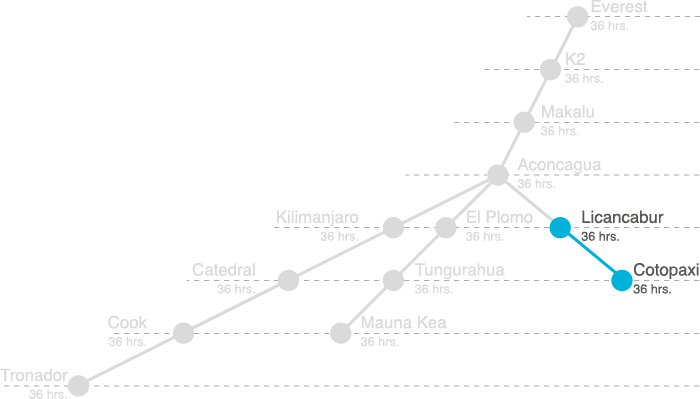 Everest
36 hrs.
K2
36 hrs.
Makalu
36 hrs.
Aconcagua
36 hrs.
Kilimanjaro
36 hrs.
El Plomo
36 hrs.
Licancabur
36 hrs.
Catedral
36 hrs.
Tungurahua
36 hrs.
Cotopaxi
36 hrs.
Cook
36 hrs.
Mauna Kea
36 hrs.
Tronador
36 hrs.